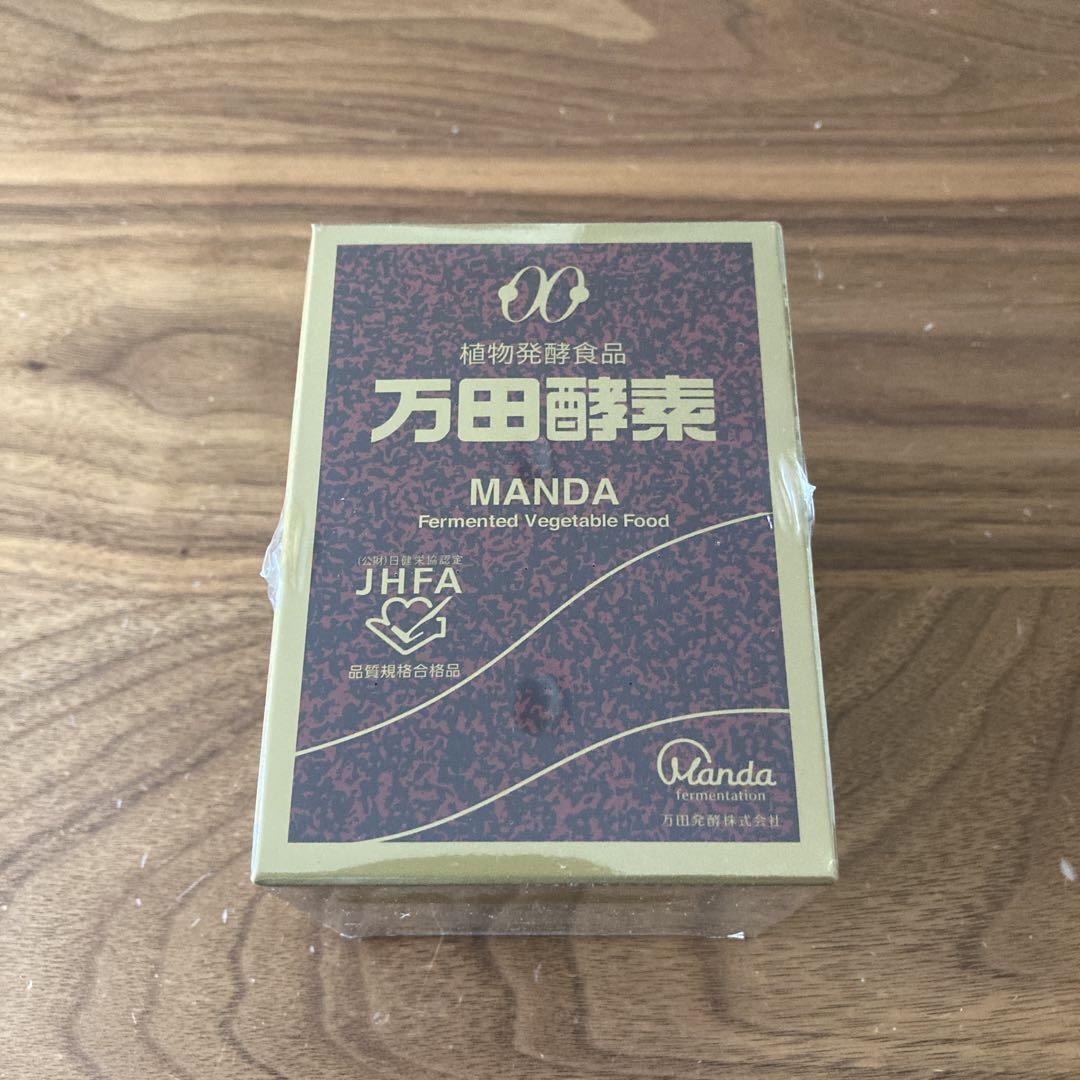 植物発酵食品
万田酵素
MANDA
Fermented Vegetable Food
(公財)日健栄協認定
JHFA
品質規格合格品
Manda
fermentation
万田発酵株式会社